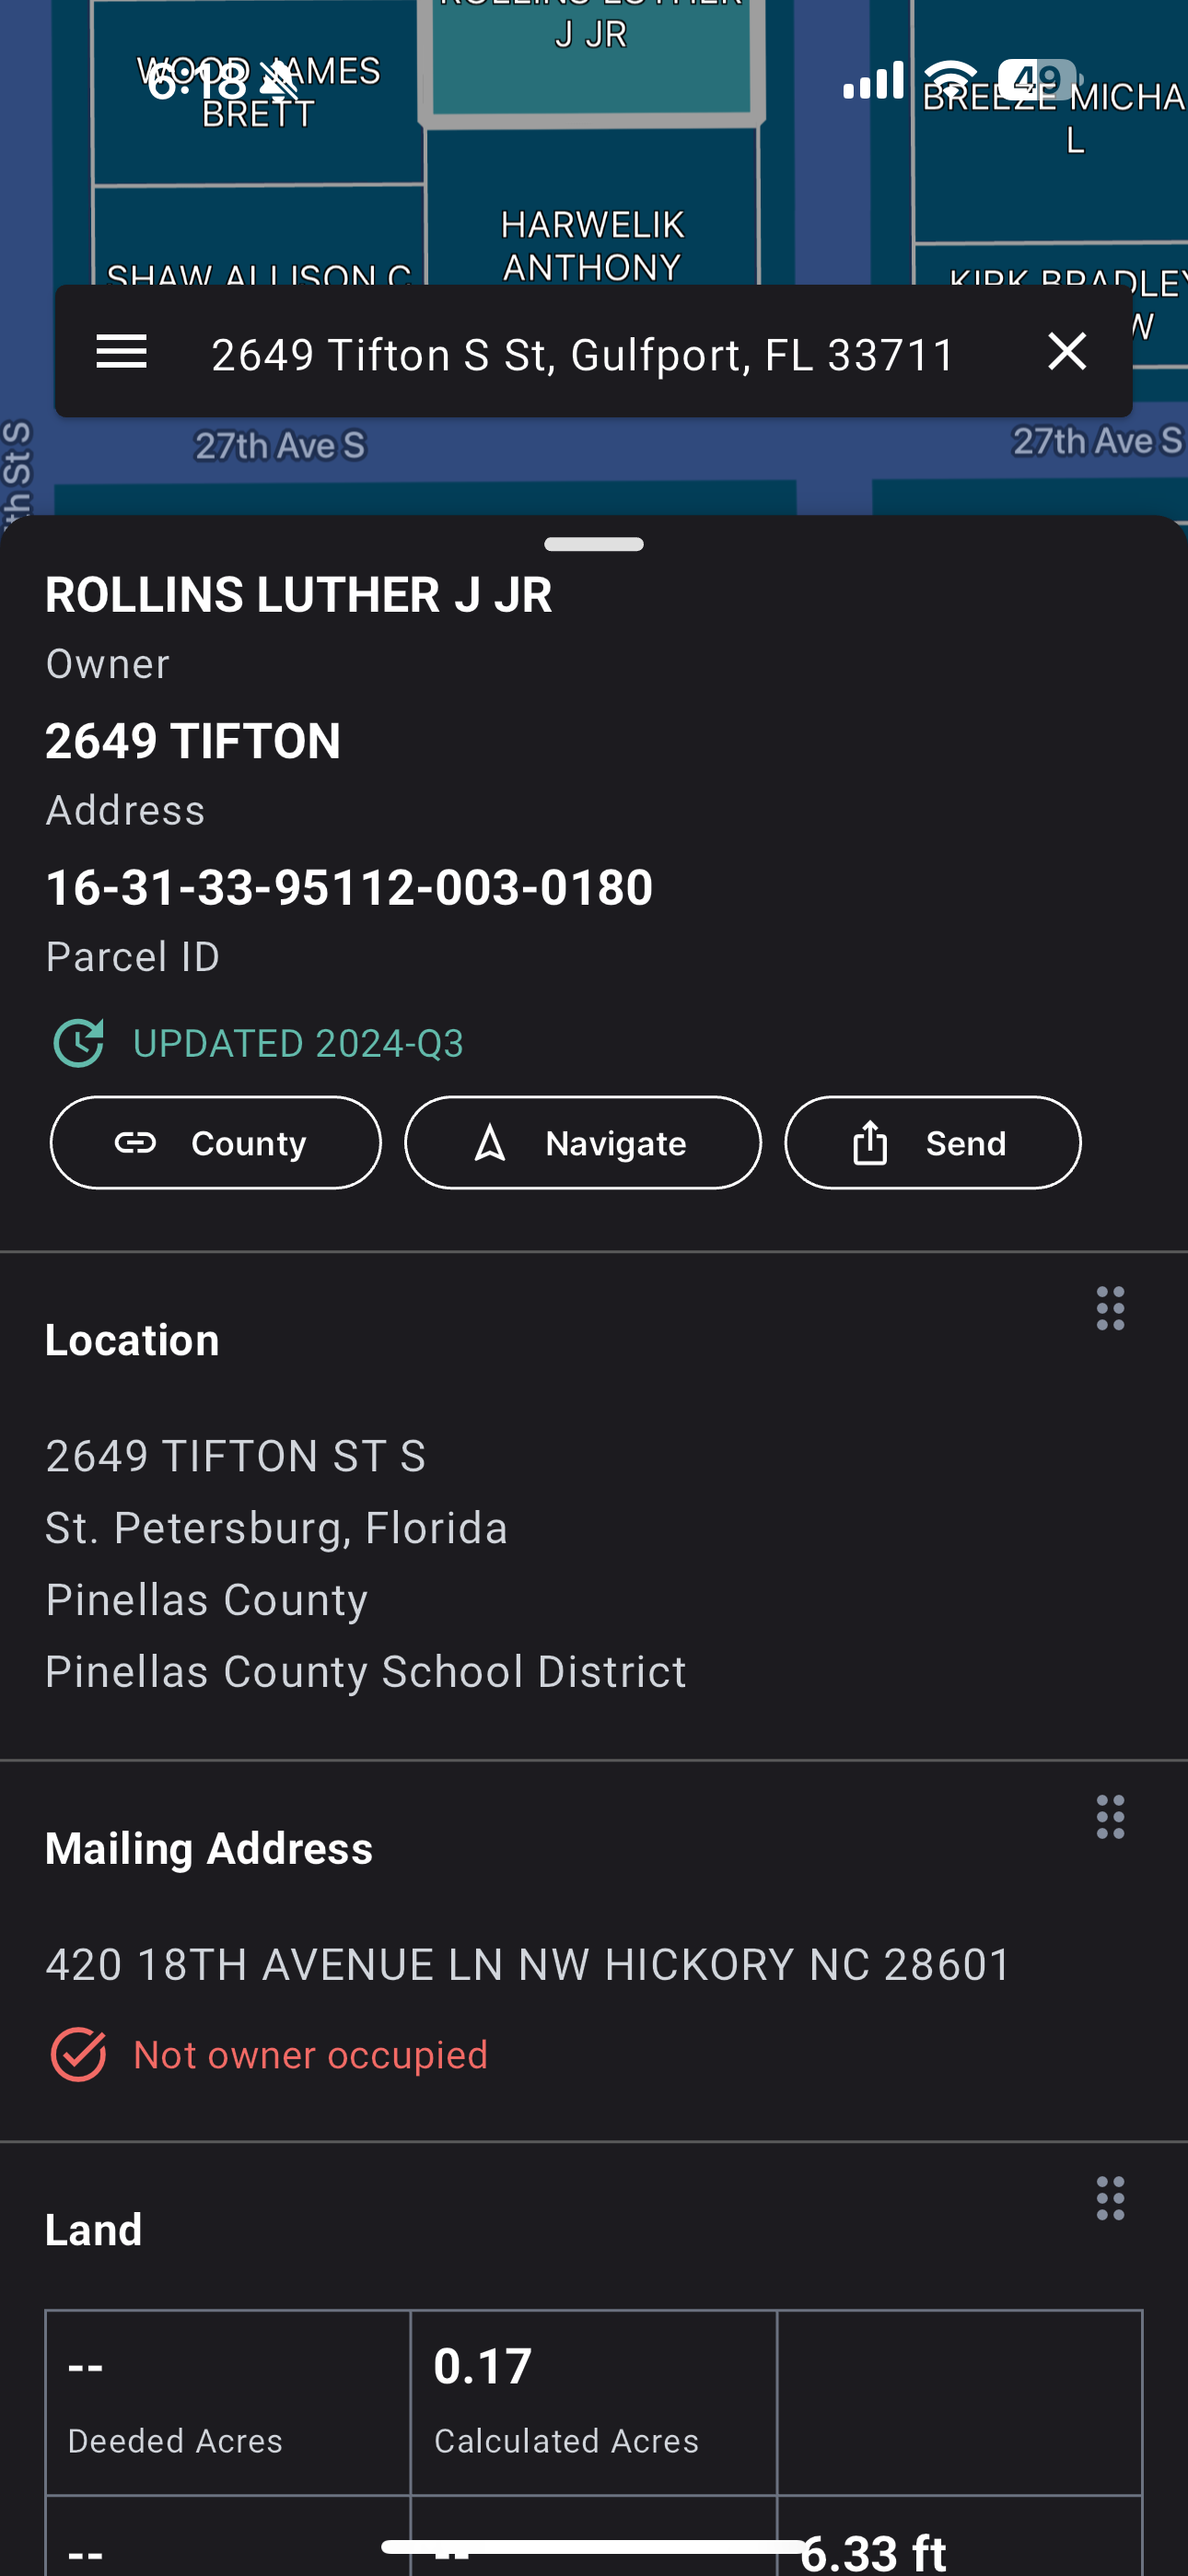 ROLLINS LUTHER
J JR
WOOD JAMES
BRETT
6:18
49
BREEZE MICHA
L
HARWELIK
ANTHONY
SHAW ALLISON C
KIRK BRADLEY
W
2649 Tifton S St, Gulfport, FL 33711
27th Ave S
27th Ave S
th St S
ROLLINS LUTHER J JR
Owner
2649 TIFTON
Address
16-31-33-95112-003-0180
Parcel ID
UPDATED 2024-Q3
County
Navigate
Send
Location
2649 TIFTON ST S
St. Petersburg, Florida
Pinellas County
Pinellas County School District
Mailing Address
420 18TH AVENUE LN NW HICKORY NC 28601
Not owner occupied
Land
-- 0.17
Deeded Acres Calculated Acres
-- -- 6.33 ft